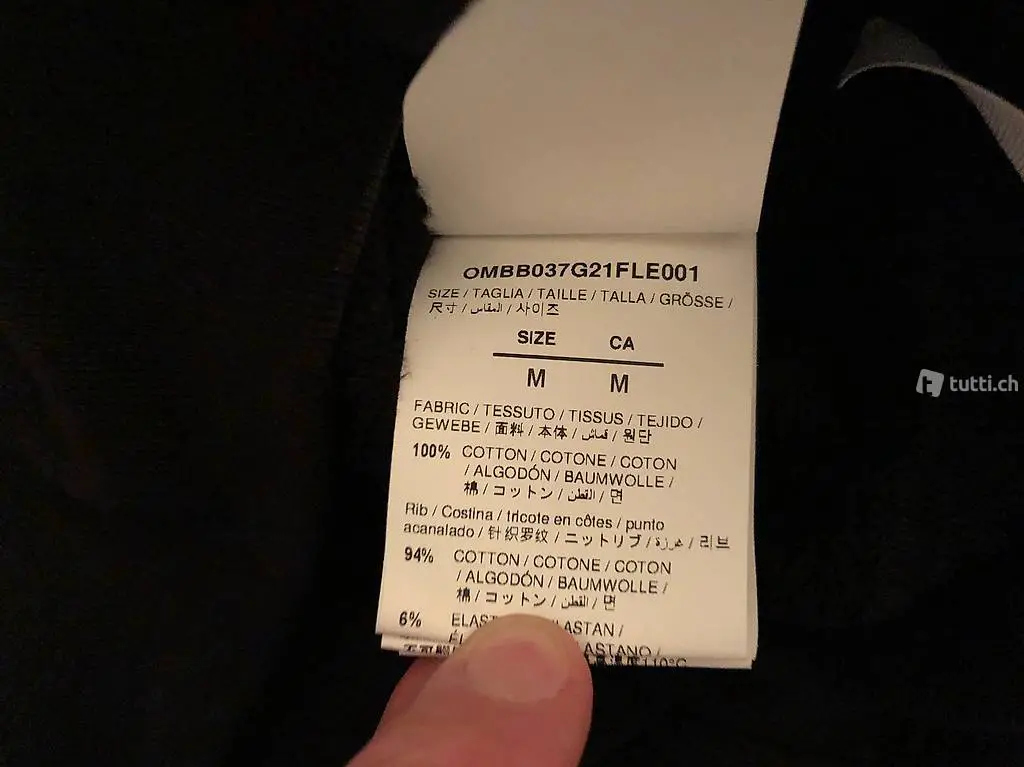 OMBB037G21FLE001
SIZE / TAGLIA / TAILLE / TALLA / GRÖSSE /
尺寸 / المقاس / 사이즈
SIZE CA
M M
FABRIC / TESSUTO / TISSUS / TEJIDO /
GEWEBE / 面料 / 本体 / قماش / 원단
100% COTTON / COTONE / COTON
/ ALGODÓN / BAUMWOLLE /
棉 / コットン / القطن / 면
Rib / Costina / tricote en côtes / punto
acanalado / 针织罗纹 / ニットリブ / غرزة / 리브
94% COTTON / COTONE / COTON
/ ALGODÓN / BAUMWOLLE /
棉 / コットン / القطن / 면
6%
110°C
tutti.ch